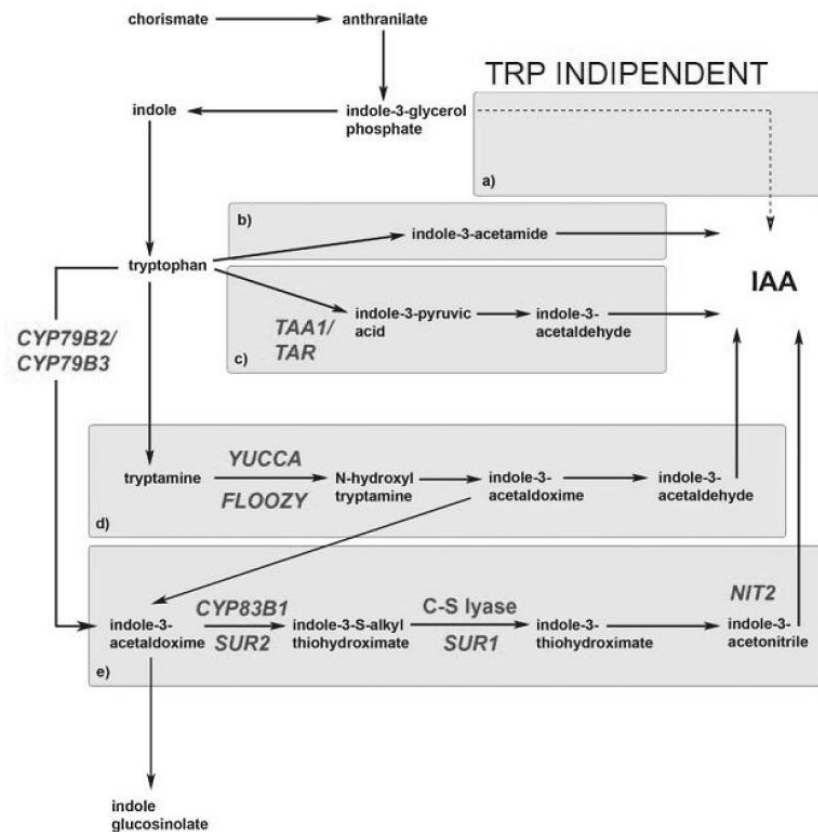 chorismate
anthranilate
TRP INDIPENDENT
indole
indole-3-glycerol
phosphate
a)
b)
indole-3-acetamide
tryptophan
IAA
CYP79B2/
CYP79B3
TAA1/
TAR
indole-3-pyruvic
acid
indole-3-
acetaldehyde
c)
tryptamine
YUCCA
FLOOZY
N-hydroxyl
tryptamine
indole-3-
acetaldoxime
indole-3-
acetaldehyde
d)
indole-3-
acetaldoxime
CYP83B1
SUR2
indole-3-S-alkyl
thiohydroximate
C-S lyase
SUR1
indole-3-
thiohydroximate
NIT2
indole-3-
acetonitrile
e)
indole
glucosinolate